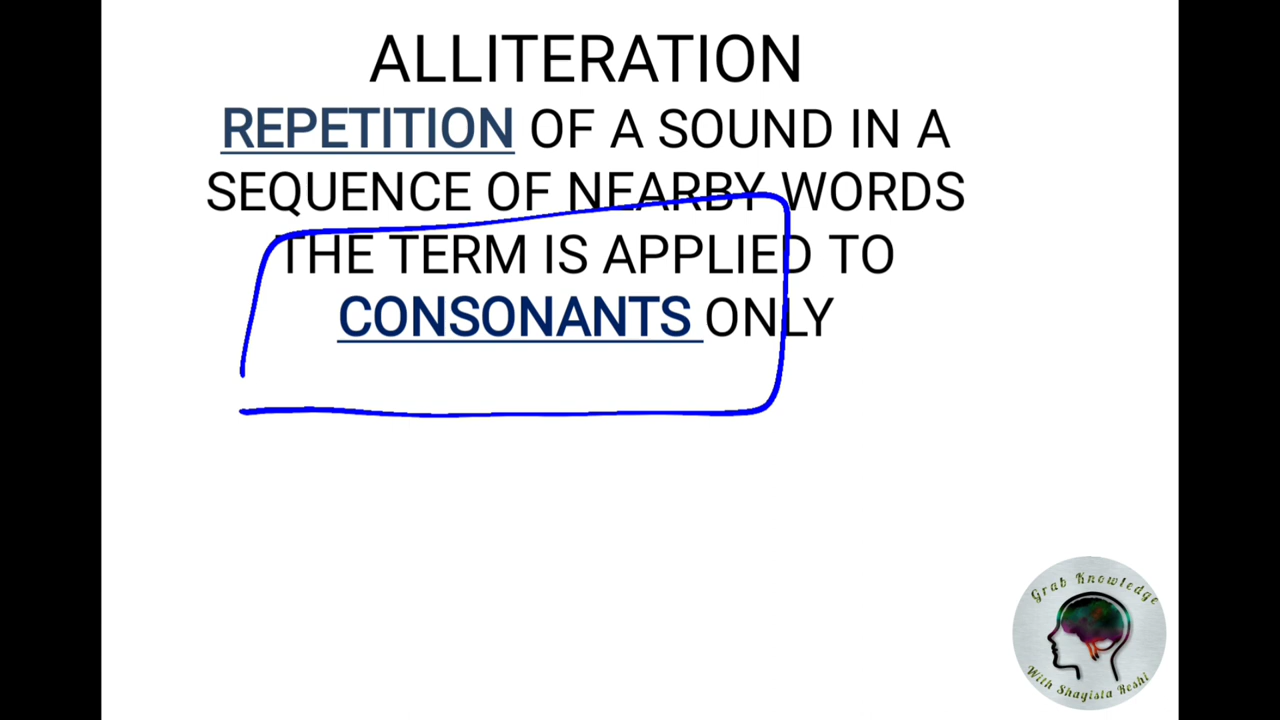 ALLITERATION
REPETITION OF A SOUND IN A
SEQUENCE OF NEARBY WORDS
THE TERM IS APPLIED TO
CONSONANTS ONLY
Grab Knowledge
With Shagista Reshi